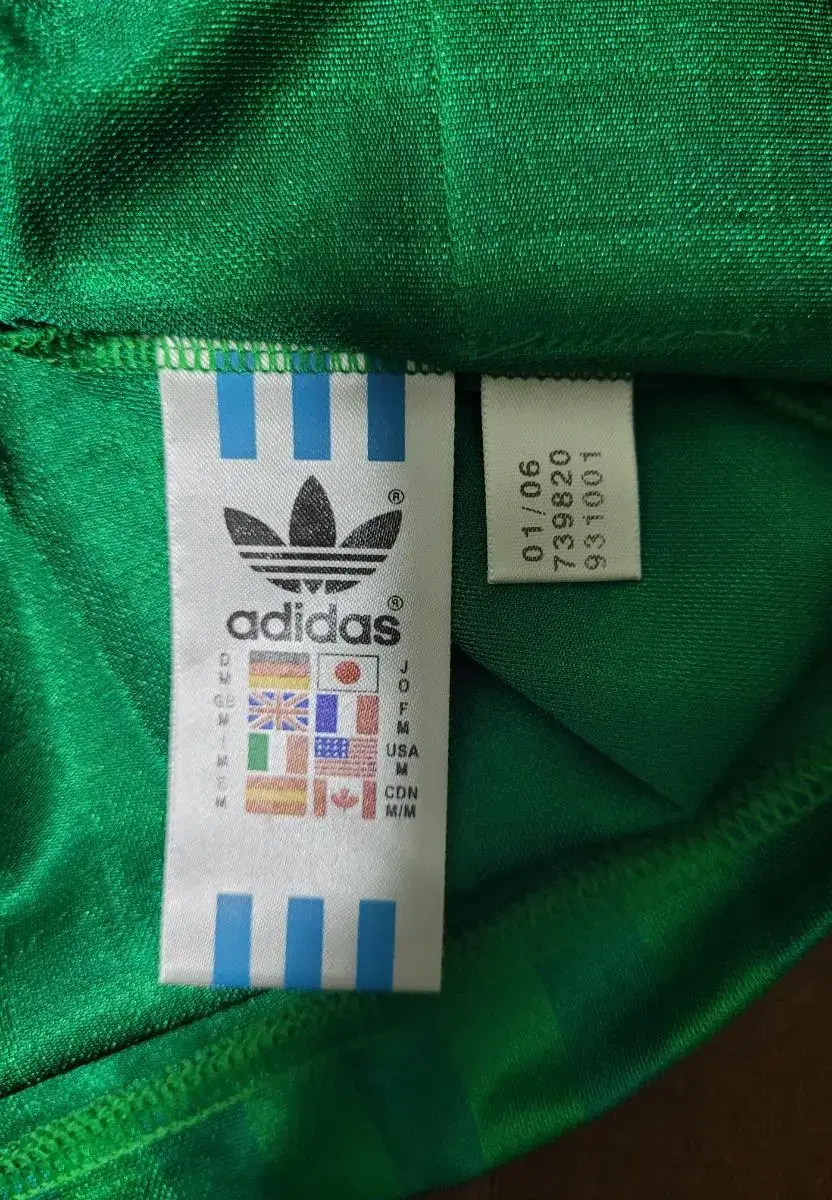 ®
adidas®
D
M
J
O
GB
M
F
M
I
M
USA
M
E
M
CDN
M/M
01/06
739820
931001